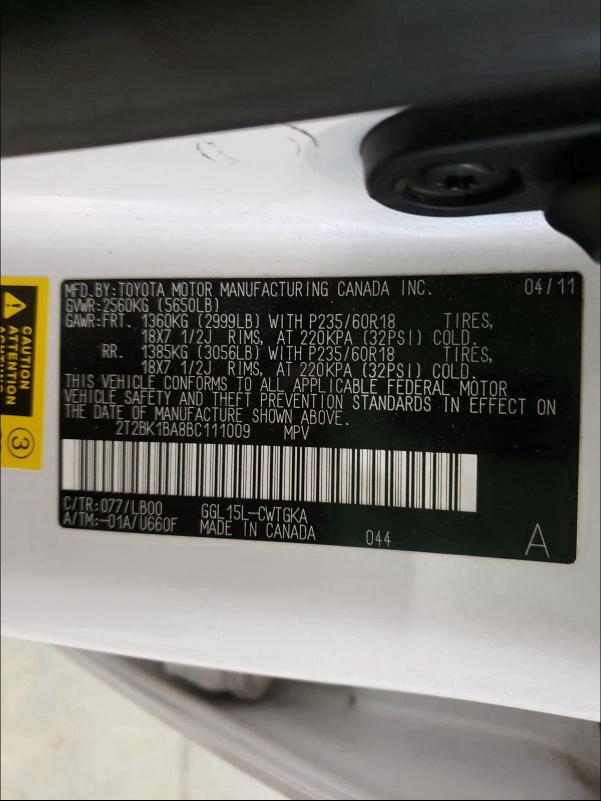 MFD. BY: TOYOTA MOTOR MANUFACTURING CANADA INC. 04/11
GVWR: 2560KG (5650LB)
GAWR: FRT. 1360KG (2999LB) WITH P235/60R18 TIRES,
18X7 1/2J RIMS, AT 220KPA (32PSI) COLD.
RR. 1385KG (3056LB) WITH P235/60R18 TIRES,
18X7 1/2J RIMS, AT 220KPA (32PSI) COLD.
THIS VEHICLE CONFORMS TO ALL APPLICABLE FEDERAL MOTOR
VEHICLE SAFETY AND THEFT PREVENTION STANDARDS IN EFFECT ON
THE DATE OF MANUFACTURE SHOWN ABOVE.
2T2BK1BA8BC111009 MPV
C/TR: 077/LB00 GGL15L-CWTGKA
A/TM: -01A/U660F MADE IN CANADA 044 A
CAUTION
ATTENTION
3